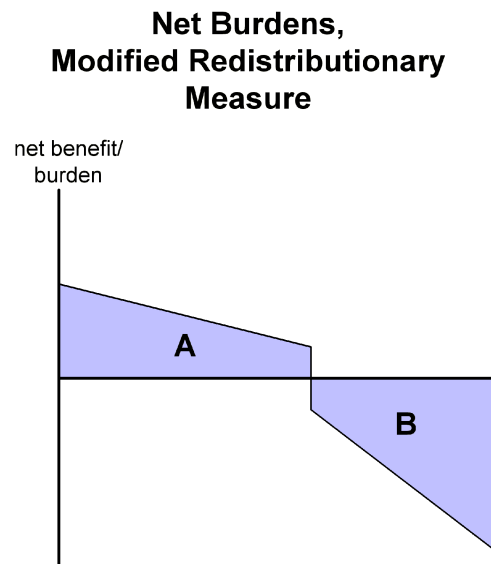 Net Burdens,
Modified Redistributionary
Measure
net benefit/
burden
A
B